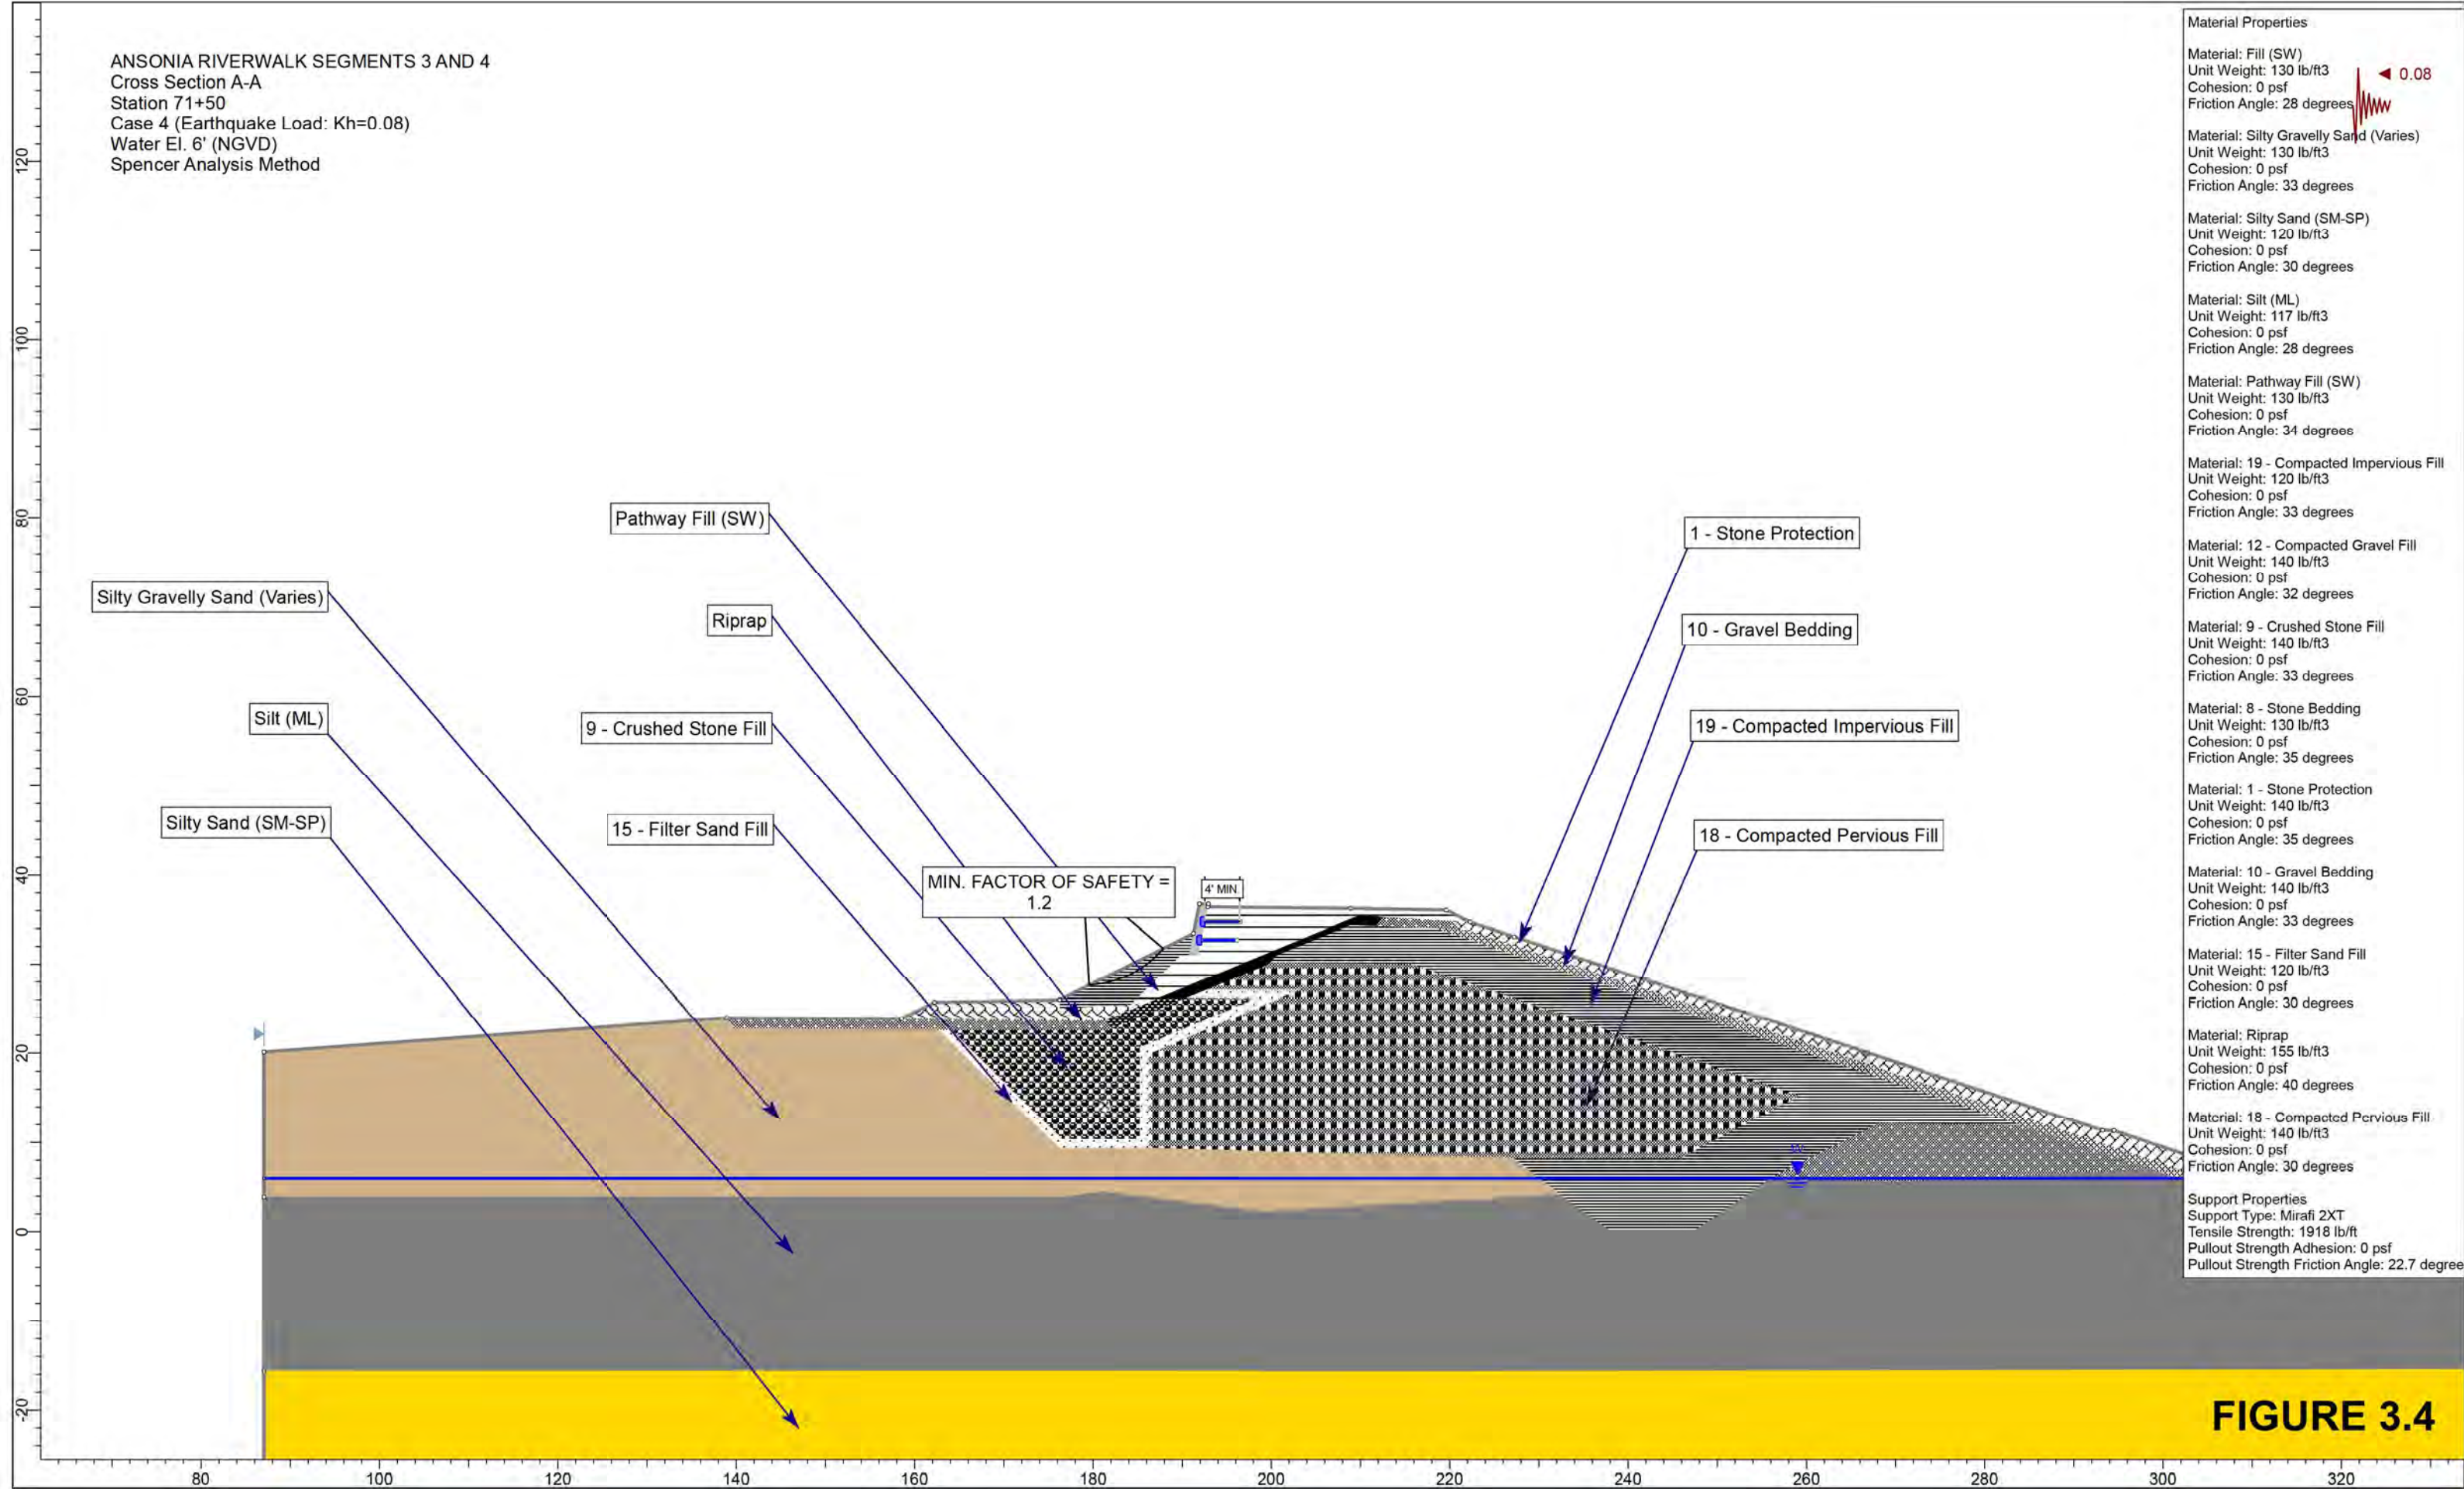 ANSONIA RIVERWALK SEGMENTS 3 AND 4
Cross Section A-A
Station 71+50
Case 4 (Earthquake Load: Kh=0.08)
Water El. 6' (NGVD)
Spencer Analysis Method
Material Properties
Material: Fill (SW)
Unit Weight: 130 lb/ft3
Cohesion: 0 psf
Friction Angle: 28 degrees
0.08
Material: Silty Gravelly Sand (Varies)
Unit Weight: 130 lb/ft3
Cohesion: 0 psf
Friction Angle: 33 degrees
Material: Silty Sand (SM-SP)
Unit Weight: 120 lb/ft3
Cohesion: 0 psf
Friction Angle: 30 degrees
Material: Silt (ML)
Unit Weight: 117 lb/ft3
Cohesion: 0 psf
Friction Angle: 28 degrees
Material: Pathway Fill (SW)
Unit Weight: 130 lb/ft3
Cohesion: 0 psf
Friction Angle: 34 degrees
Material: 19 - Compacted Impervious Fill
Unit Weight: 120 lb/ft3
Cohesion: 0 psf
Friction Angle: 33 degrees
Material: 12 - Compacted Gravel Fill
Unit Weight: 140 lb/ft3
Cohesion: 0 psf
Friction Angle: 32 degrees
Material: 9 - Crushed Stone Fill
Unit Weight: 140 lb/ft3
Cohesion: 0 psf
Friction Angle: 33 degrees
Material: 8 - Stone Bedding
Unit Weight: 130 lb/ft3
Cohesion: 0 psf
Friction Angle: 35 degrees
Material: 1 - Stone Protection
Unit Weight: 140 lb/ft3
Cohesion: 0 psf
Friction Angle: 35 degrees
Material: 10 - Gravel Bedding
Unit Weight: 140 lb/ft3
Cohesion: 0 psf
Friction Angle: 33 degrees
Material: 15 - Filter Sand Fill
Unit Weight: 120 lb/ft3
Cohesion: 0 psf
Friction Angle: 30 degrees
Material: Riprap
Unit Weight: 155 lb/ft3
Cohesion: 0 psf
Friction Angle: 40 degrees
Material: 18 - Compacted Pervious Fill
Unit Weight: 140 lb/ft3
Cohesion: 0 psf
Friction Angle: 30 degrees
Support Properties
Support Type: Mirafi 2XT
Tensile Strength: 1918 lb/ft
Pullout Strength Adhesion: 0 psf
Pullout Strength Friction Angle: 22.7 degree
Pathway Fill (SW)
Silty Gravelly Sand (Varies)
Riprap
Silt (ML)
9 - Crushed Stone Fill
Silty Sand (SM-SP)
15 - Filter Sand Fill
MIN. FACTOR OF SAFETY =
1.2
4' MIN.
1 - Stone Protection
10 - Gravel Bedding
19 - Compacted Impervious Fill
18 - Compacted Pervious Fill
W
120
100
80
60
40
20
0
-20
80
100
120
140
160
180
200
220
240
260
280
300
320
FIGURE 3.4